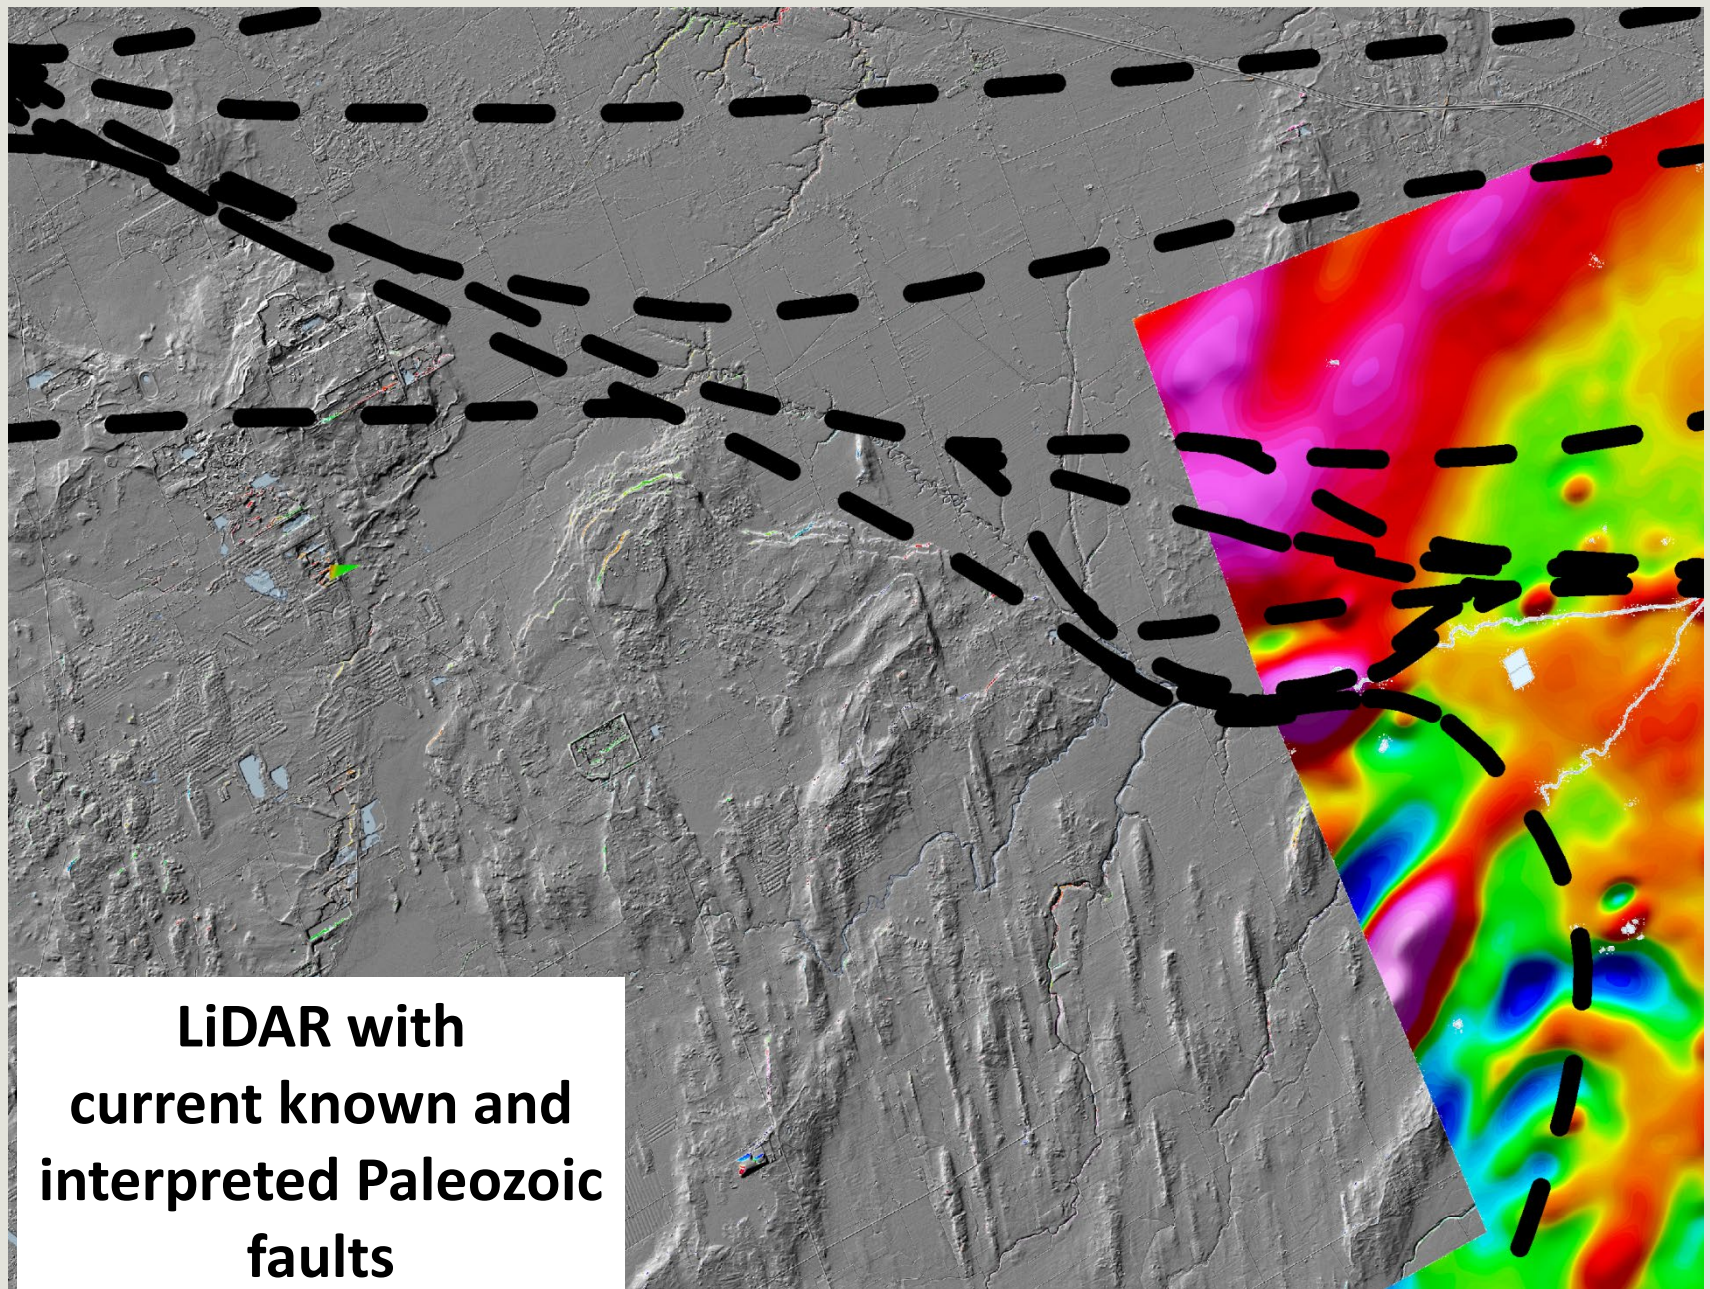 LiDAR with
current known and
interpreted Paleozoic
faults